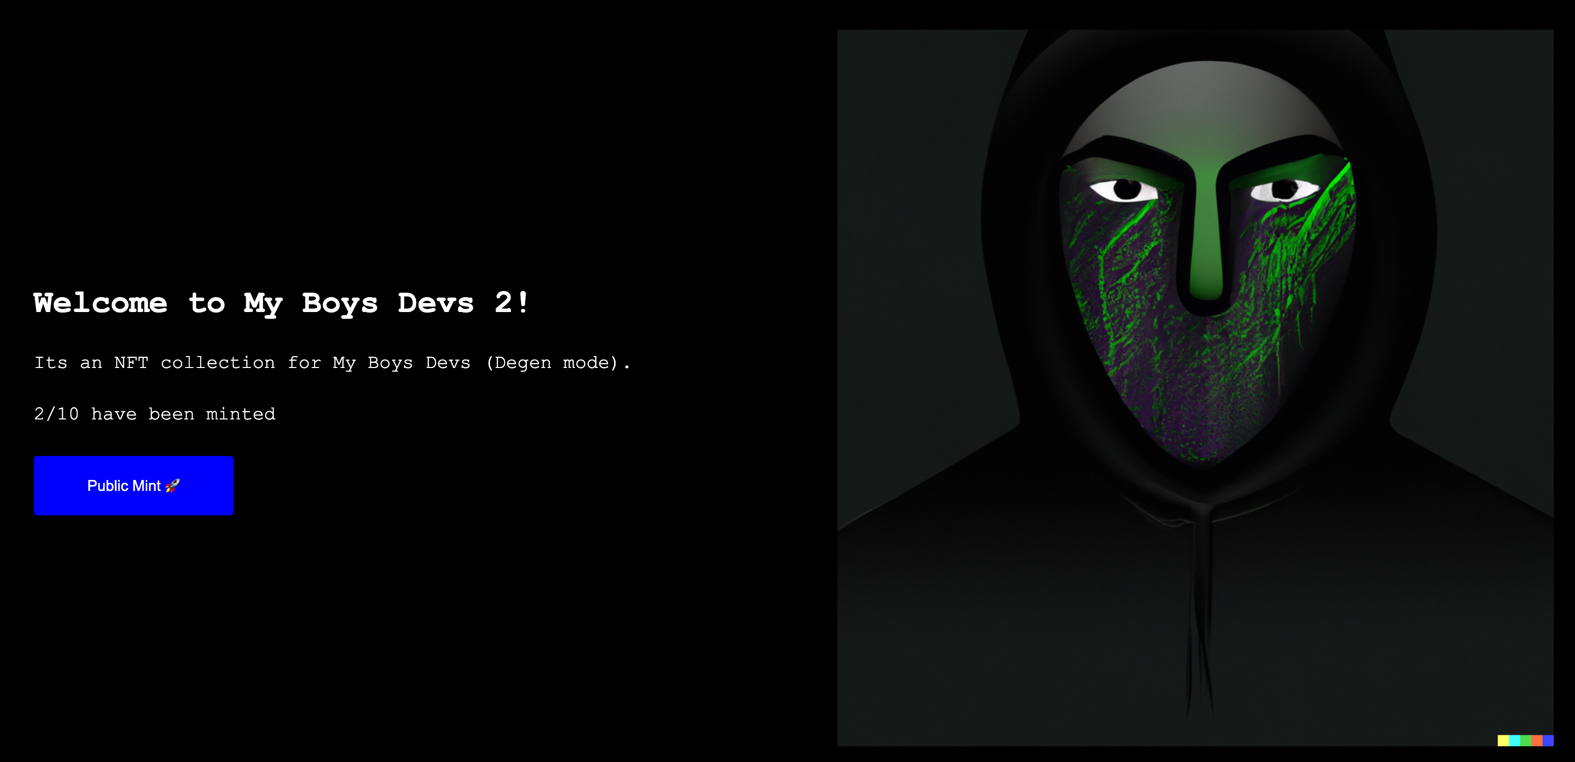 Welcome to My Boys Devs 2!
Its an NFT collection for My Boys Devs (Degen mode).
2/10 have been minted
Public Mint 🚀